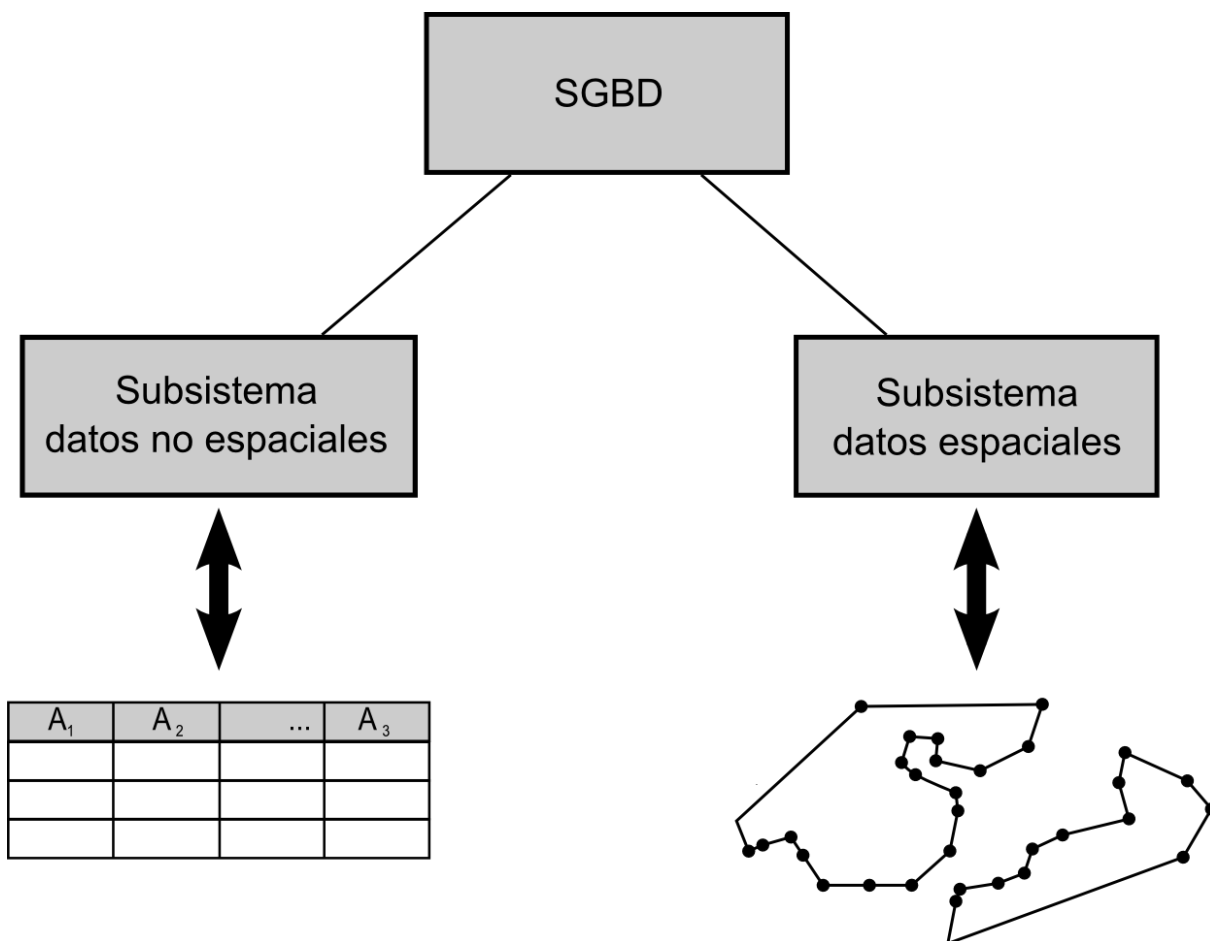 SGBD
Subsistema
datos no espaciales
Subsistema
datos espaciales
A₁ A₂ ... A₃